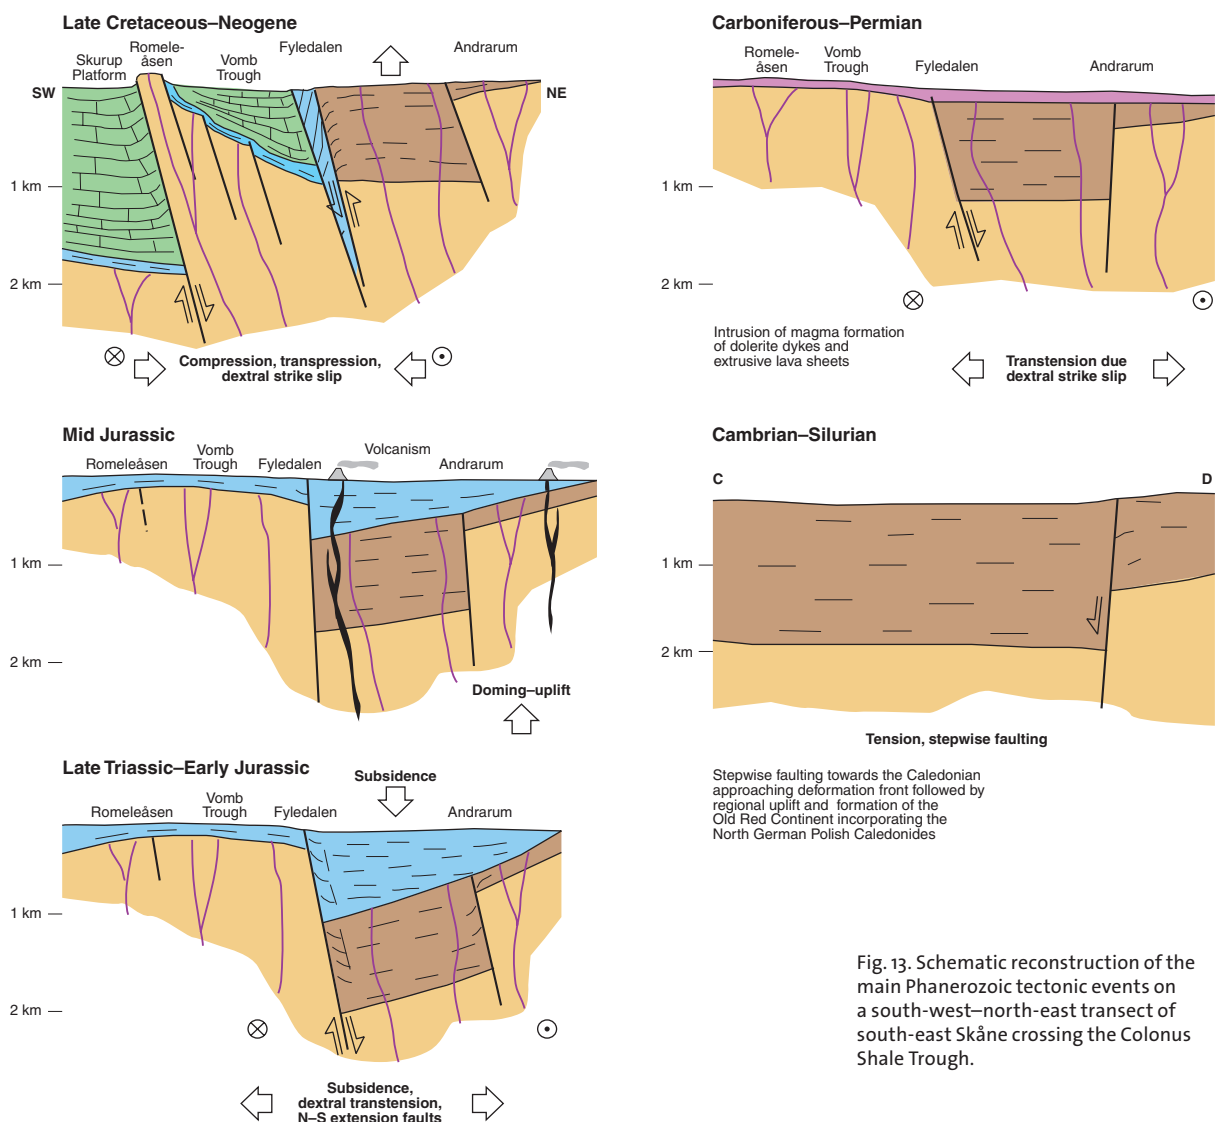 Late Cretaceous–Neogene
Skurup
Platform
Romele-
åsen
Vomb
Trough
Fyledalen
Andrarum
SW
NE
1 km
2 km
Compression, transpression,
dextral strike slip
Carboniferous–Permian
Romele-
åsen
Vomb
Trough
Fyledalen
Andrarum
1 km
2 km
Intrusion of magma formation
of dolerite dykes and
extrusive lava sheets
Transtension due
dextral strike slip
Mid Jurassic
Romeleåsen
Vomb
Trough
Fyledalen
Volcanism
Andrarum
1 km
2 km
Doming–uplift
Cambrian–Silurian
C
D
1 km
2 km
Tension, stepwise faulting
Stepwise faulting towards the Caledonian
approaching deformation front followed by
regional uplift and formation of the
Old Red Continent incorporating the
North German Polish Caledonides
Late Triassic–Early Jurassic
Subsidence
Romeleåsen
Vomb
Trough
Fyledalen
Andrarum
1 km
2 km
Subsidence,
dextral transtension,
N–S extension faults
Fig. 13. Schematic reconstruction of the
main Phanerozoic tectonic events on
a south-west–north-east transect of
south-east Skåne crossing the Colonus
Shale Trough.